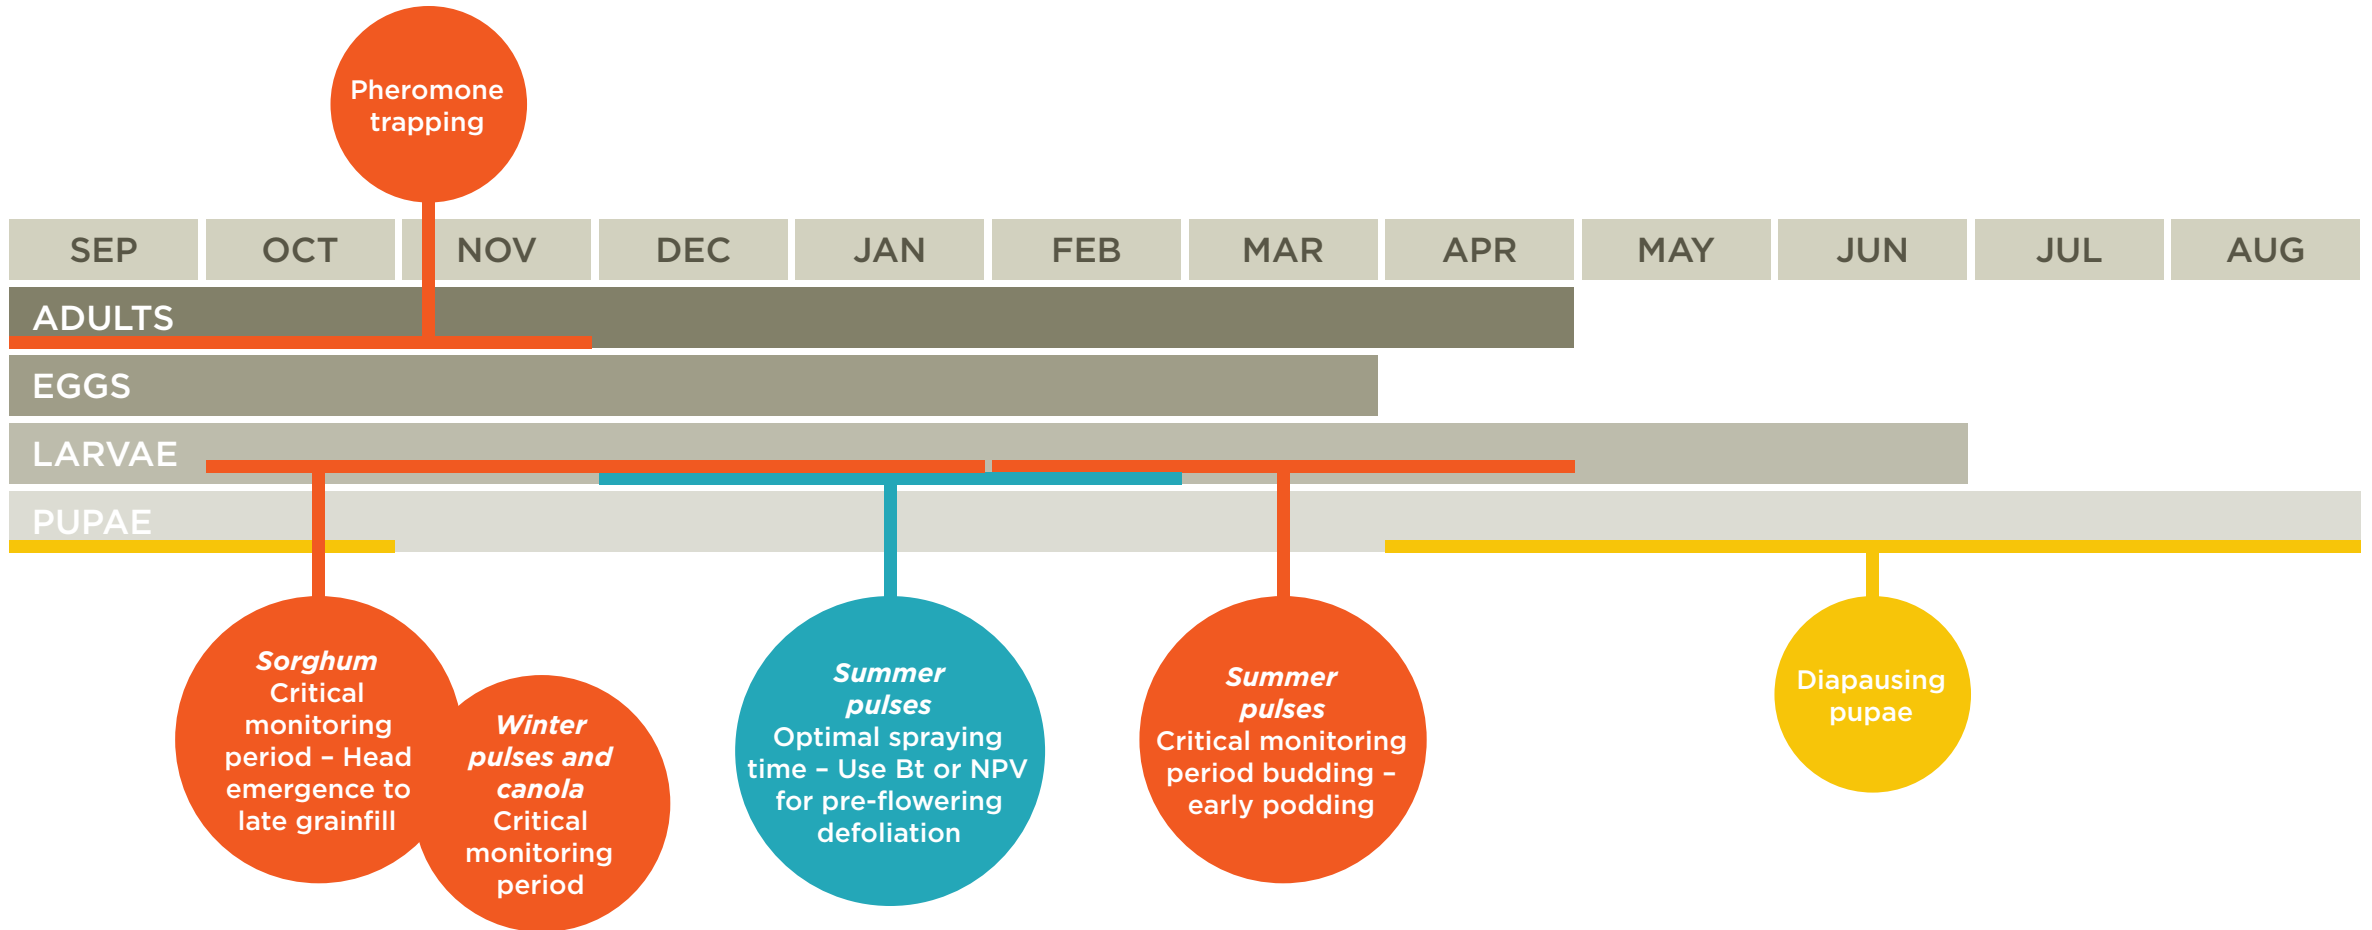 Pheromone
trapping
SEP OCT NOV DEC JAN FEB MAR APR MAY JUN JUL AUG
ADULTS
EGGS
LARVAE
PUPAE
Sorghum
Critical
monitoring
period – Head
emergence to
late grainfill
Winter
pulses and
canola
Critical
monitoring
period
Summer
pulses
Optimal spraying
time – Use Bt or NPV
for pre-flowering
defoliation
Summer
pulses
Critical monitoring
period budding –
early podding
Diapausing
pupae